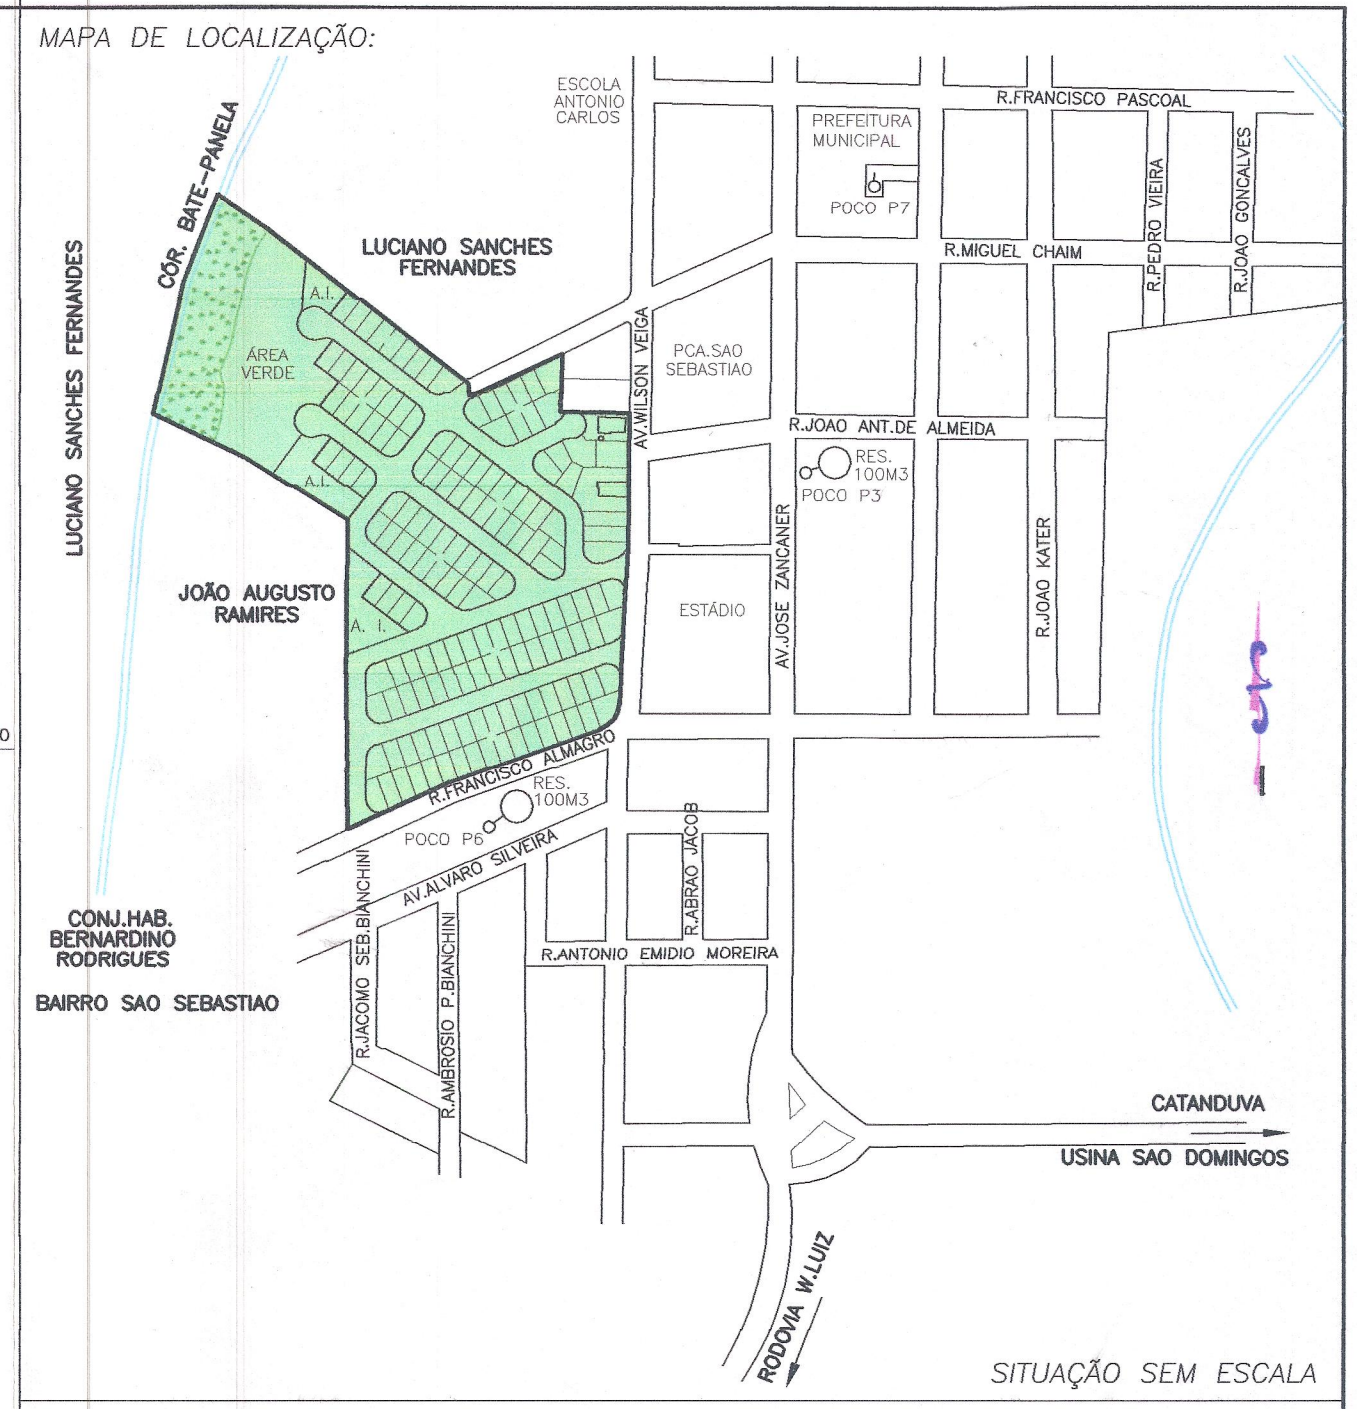 MAPA DE LOCALIZAÇÃO:
ESCOLA
ANTONIO
CARLOS
R.FRANCISCO PASCOAL
PREFEITURA
MUNICIPAL
POCO P7
R.PEDRO VIEIRA
R.JOAO GONCALVES
CÓR. BATE-PANELA
LUCIANO SANCHES
FERNANDES
R.MIGUEL CHAIM
LUCIANO SANCHES FERNANDES
A.I.
ÁREA
VERDE
AV.WILSON VEIGA
PCA.SAO
SEBASTIAO
R.JOAO ANT.DE ALMEIDA
RES.
100M3
POCO P3
A.I.
AV.JOSE ZANCANER
R.JOAO KATER
JOÃO AUGUSTO
RAMIRES
ESTÁDIO
A. I.
0
R.FRANCISCO ALMAGRO
RES.
100M3
POCO P6
AV.ALVARO SILVEIRA
R.ABRAO JACOB
R.JACOMO SEB.BIANCHINI
R.AMBROSIO P.BIANCHINI
CONJ.HAB.
BERNARDINO
RODRIGUES
R.ANTONIO EMIDIO MOREIRA
BAIRRO SAO SEBASTIAO
CATANDUVA
USINA SAO DOMINGOS
RODOVIA W.LUIZ
SITUAÇÃO SEM ESCALA